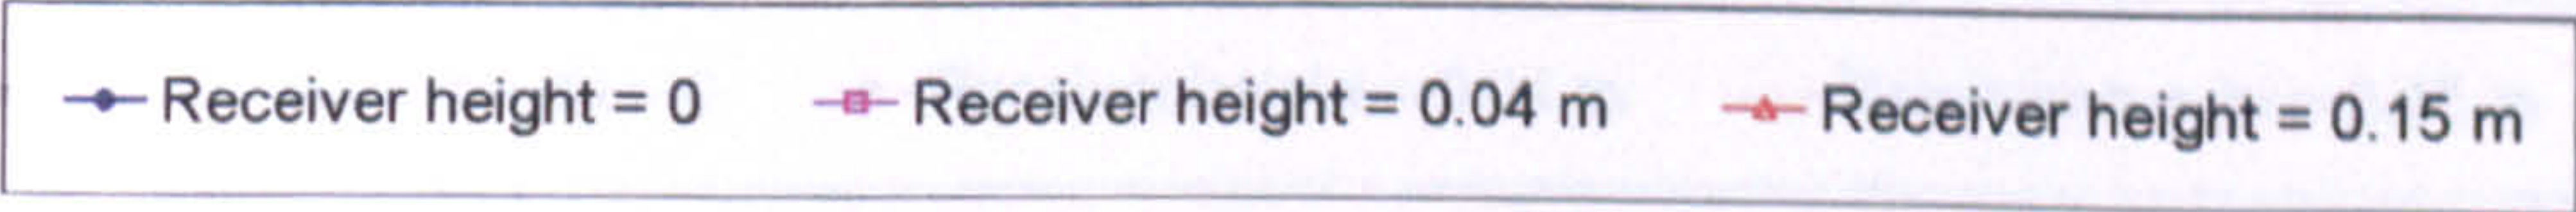 Receiver height = 0 Receiver height = 0.04 m Receiver height = 0.15 m